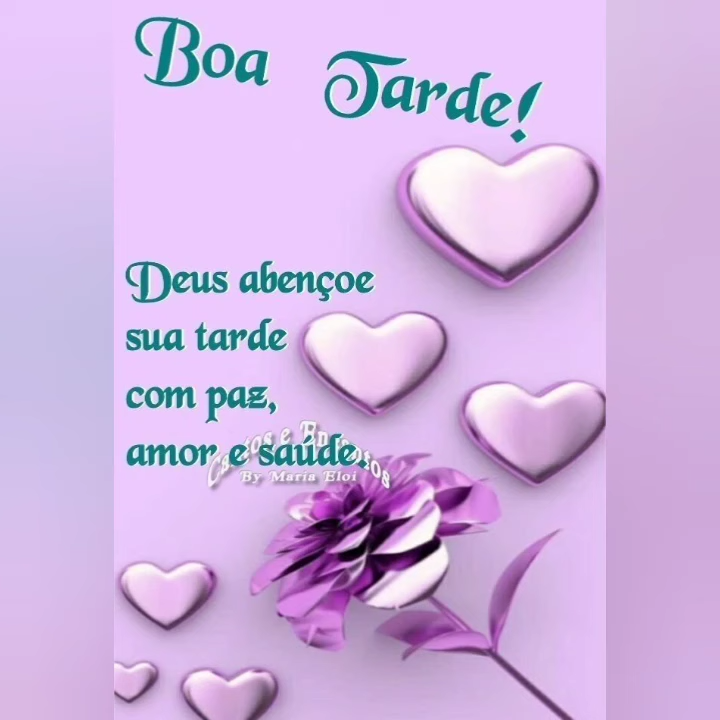 Boa Tarde!
Deus abençoe
sua tarde
com paz,
amor e saúde.
By Maria Eloi